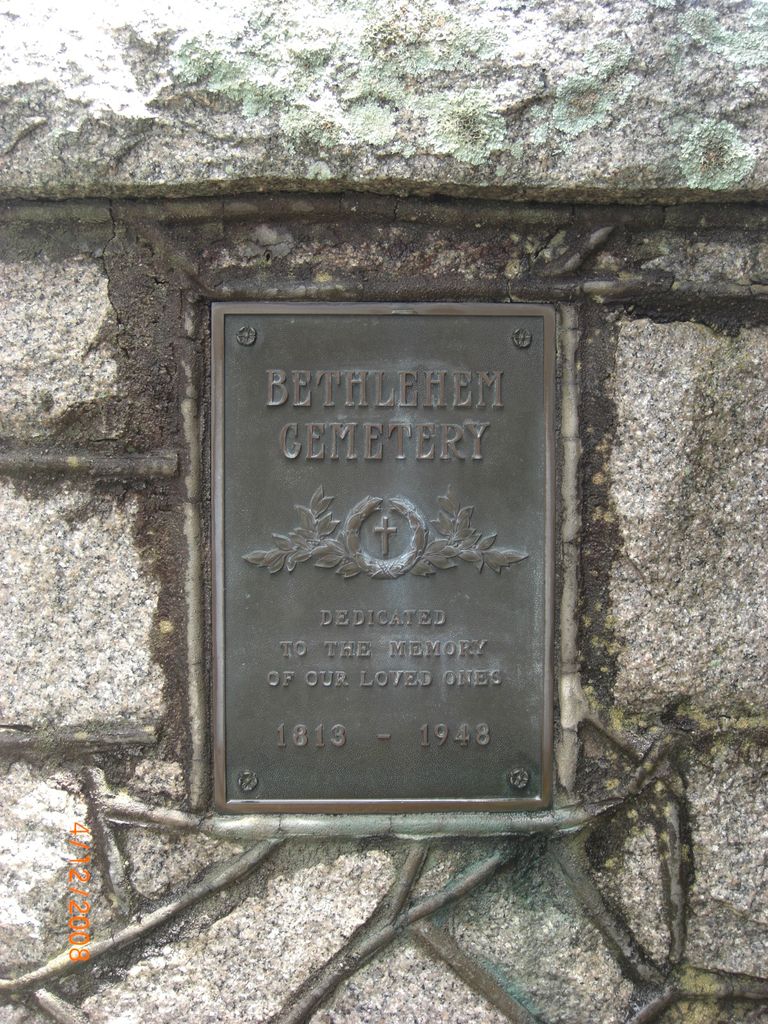 BETHLEHEM
CEMETERY
DEDICATED
TO THE MEMORY
OF OUR LOVED ONES
1813 - 1948
4/12/2008